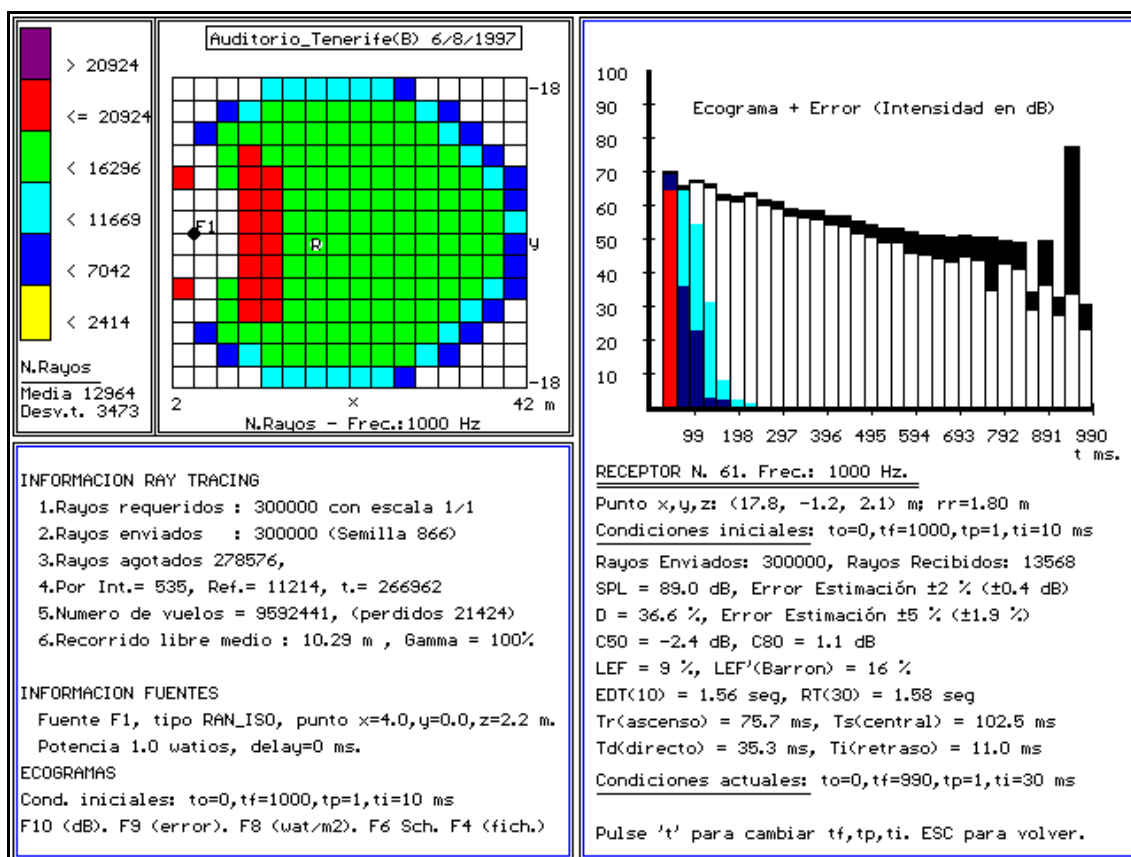 > 20924
<= 20924
< 16296
< 11669
< 7042
< 2414
N.Rayos
Media 12964
Desv.t. 3473
Auditorio_Tenerife(B) 6/8/1997
-18
F1
R
y
-18
2
x
42 m
N.Rayos - Frec.:1000 Hz
INFORMACION RAY TRACING
1.Rayos requeridos : 300000 con escala 1/1
2.Rayos enviados : 300000 (Semilla 866)
3.Rayos agotados 278576,
4.Por Int.= 535, Ref.= 11214, t.= 266962
5.Numero de vuelos = 9592441, (perdidos 21424)
6.Recorrido libre medio : 10.29 m , Gamma = 100%
INFORMACION FUENTES
Fuente F1, tipo RAN_ISO, punto x=4.0,y=0.0,z=2.2 m.
Potencia 1.0 watios, delay=0 ms.
ECOGRAMAS
Cond. iniciales: to=0,tf=1000,tp=1,ti=10 ms
F10 (dB). F9 (error). F8 (wat/m2). F6 Sch. F4 (fich.)
100
90
80
70
60
50
40
30
20
10
Ecograma + Error (Intensidad en dB)
99 198 297 396 495 594 693 792 891 990
t ms.
RECEPTOR N. 61. Frec.: 1000 Hz.
Punto x,y,z: (17.8, -1.2, 2.1) m; rr=1.80 m
Condiciones iniciales: to=0,tf=1000,tp=1,ti=10 ms
Rayos Enviados: 300000, Rayos Recibidos: 13568
SPL = 89.0 dB, Error Estimación ±2 % (±0.4 dB)
D = 36.6 %, Error Estimación ±5 % (±1.9 %)
C50 = -2.4 dB, C80 = 1.1 dB
LEF = 9 %, LEF'(Barron) = 16 %
EDT(10) = 1.56 seg, RT(30) = 1.58 seg
Tr(ascenso) = 75.7 ms, Ts(central) = 102.5 ms
Td(directo) = 35.3 ms, Ti(retraso) = 11.0 ms
Condiciones actuales: to=0,tf=990,tp=1,ti=30 ms
Pulse 't' para cambiar tf,tp,ti. ESC para volver.